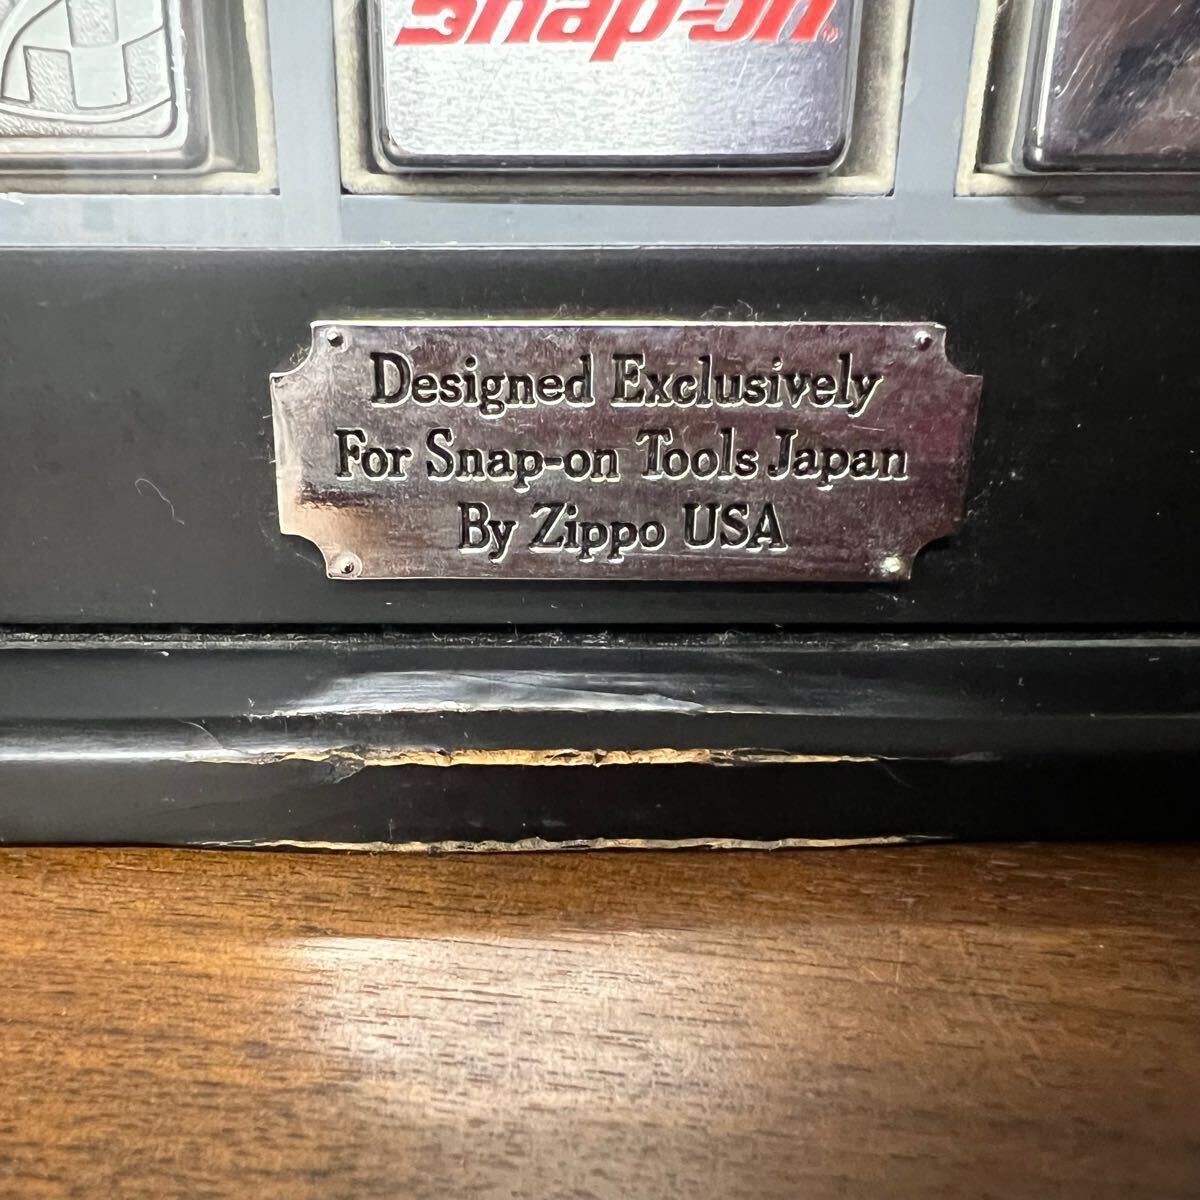 Snap-on
Designed Exclusively
For Snap-on Tools Japan
By Zippo USA